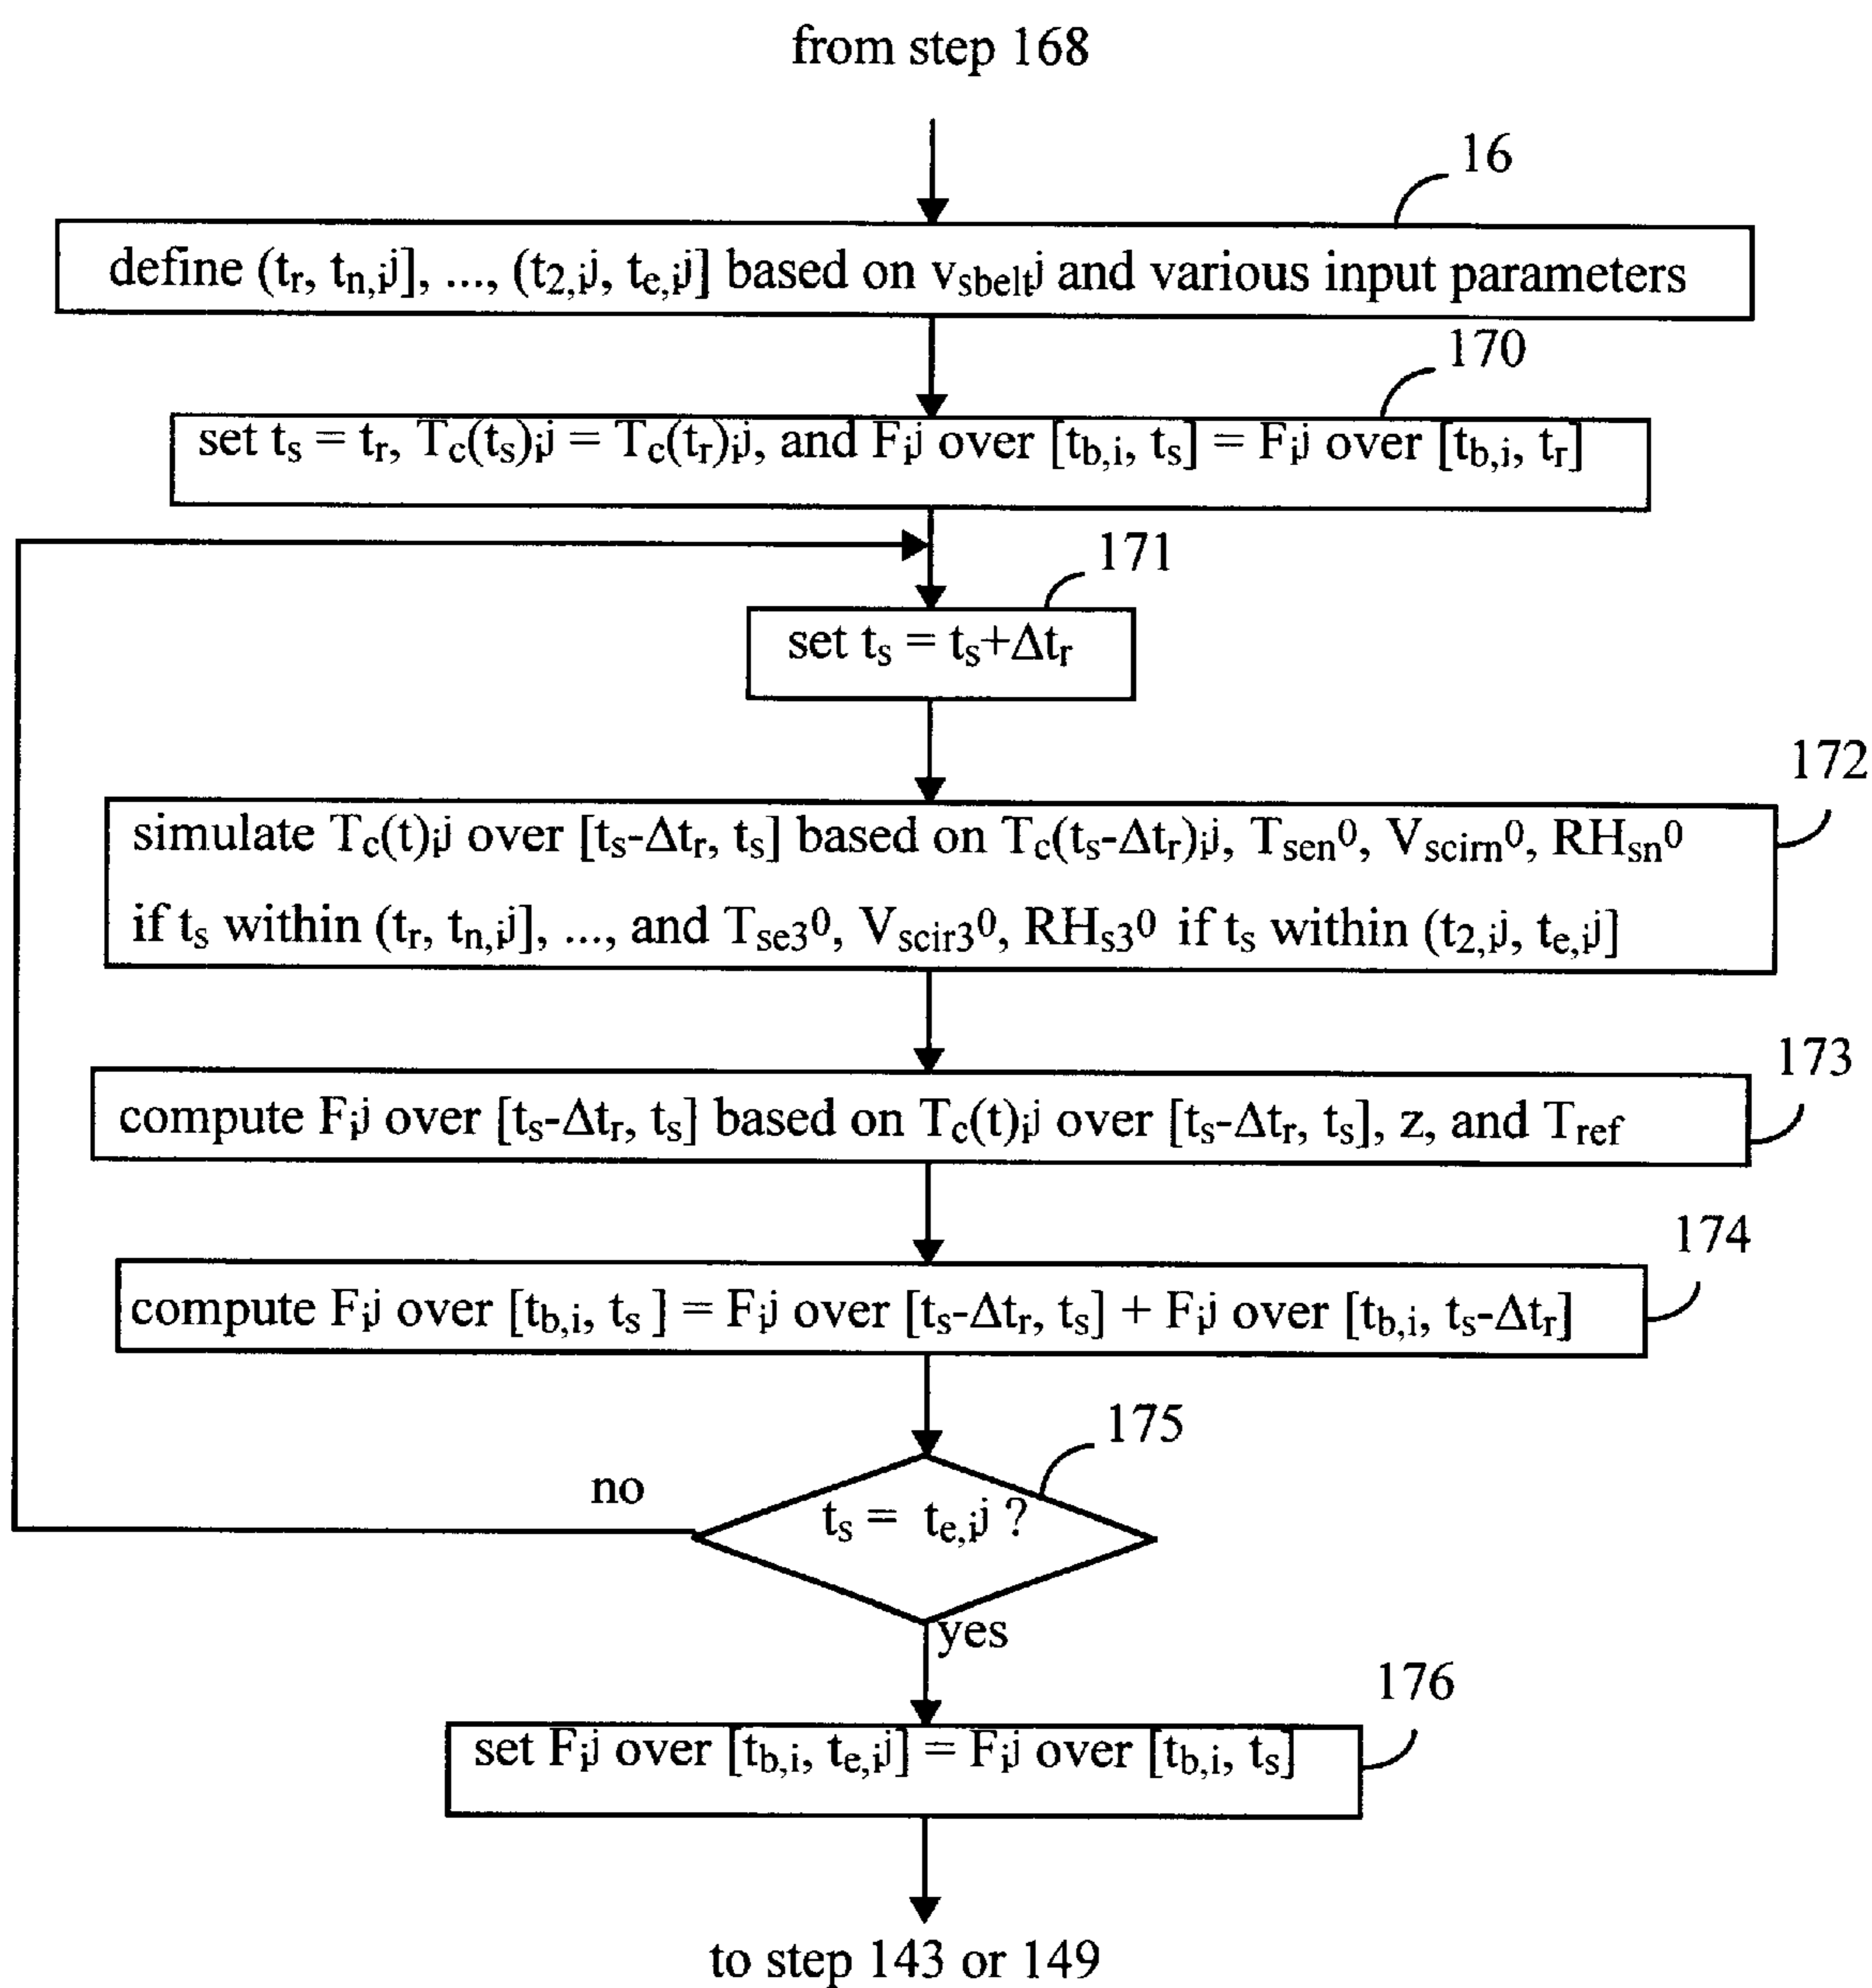 from step 168
16
define (tr, tn,ij], ..., (t2,ij, te,ij] based on vsbeltj and various input parameters
170
set ts = tr, Tc(ts)ij = Tc(tr)ij, and Fij over [tb,i, ts] = Fij over [tb,i, tr]
171
set ts = ts+Δtr
172
simulate Tc(t)ij over [ts-Δtr, ts] based on Tc(ts-Δtr)ij, Tsen0, Vscirn0, RHsn0
if ts within (tr, tn,ij], ..., and Tse30, Vscir30, RHs30 if ts within (t2,ij, te,ij]
173
compute Fij over [ts-Δtr, ts] based on Tc(t)ij over [ts-Δtr, ts], z, and Tref
174
compute Fij over [tb,i, ts ] = Fij over [ts-Δtr, ts] + Fij over [tb,i, ts-Δtr]
175
no
ts = te,ij ?
yes
176
set Fij over [tb,i, te,ij] = Fij over [tb,i, ts]
to step 143 or 149